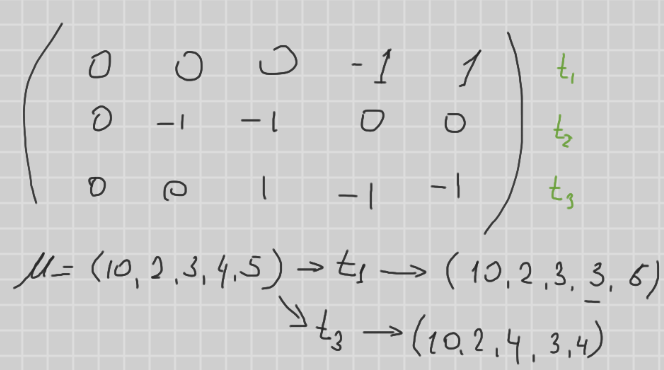 0 0 0 -1 1 t₁
0 -1 -1 0 0 t₂
0 0 1 -1 -1 t₃
μ = (10, 2, 3, 4, 5) → t₁ → (10, 2, 3, 3, 6)
↘ t₃ → (10, 2, 4, 3, 4)